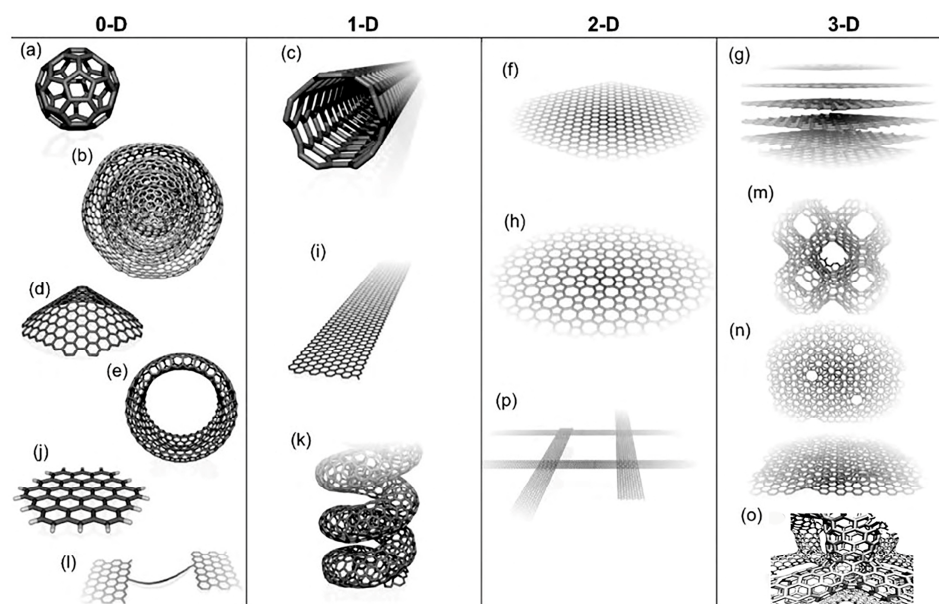 0-D 1-D 2-D 3-D
(a)
(b)
(d)
(e)
(j)
(l)
(c)
(i)
(k)
(f)
(h)
(p)
(g)
(m)
(n)
(o)